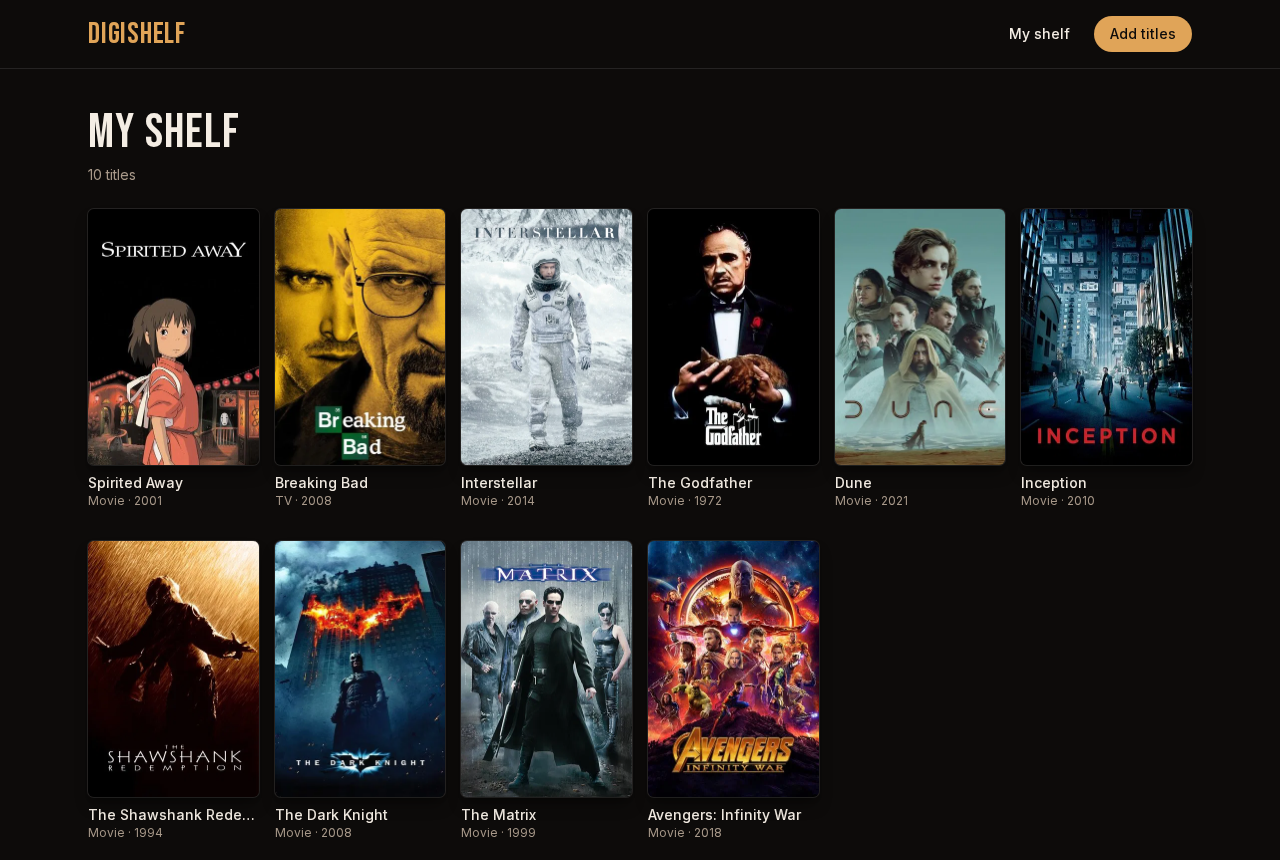 DIGISHELF
My shelf
Add titles
MY SHELF
10 titles
SPIRITED AWAY
Breaking
Bad
INTERSTELLAR
The
Godfather
DUNE
INCEPTION
Spirited Away
Movie · 2001
Breaking Bad
TV · 2008
Interstellar
Movie · 2014
The Godfather
Movie · 1972
Dune
Movie · 2021
Inception
Movie · 2010
THE
SHAWSHANK
REDEMPTION
THE DARK KNIGHT
MATRIX
AVENGERS
INFINITY WAR
The Shawshank Rede...
Movie · 1994
The Dark Knight
Movie · 2008
The Matrix
Movie · 1999
Avengers: Infinity War
Movie · 2018